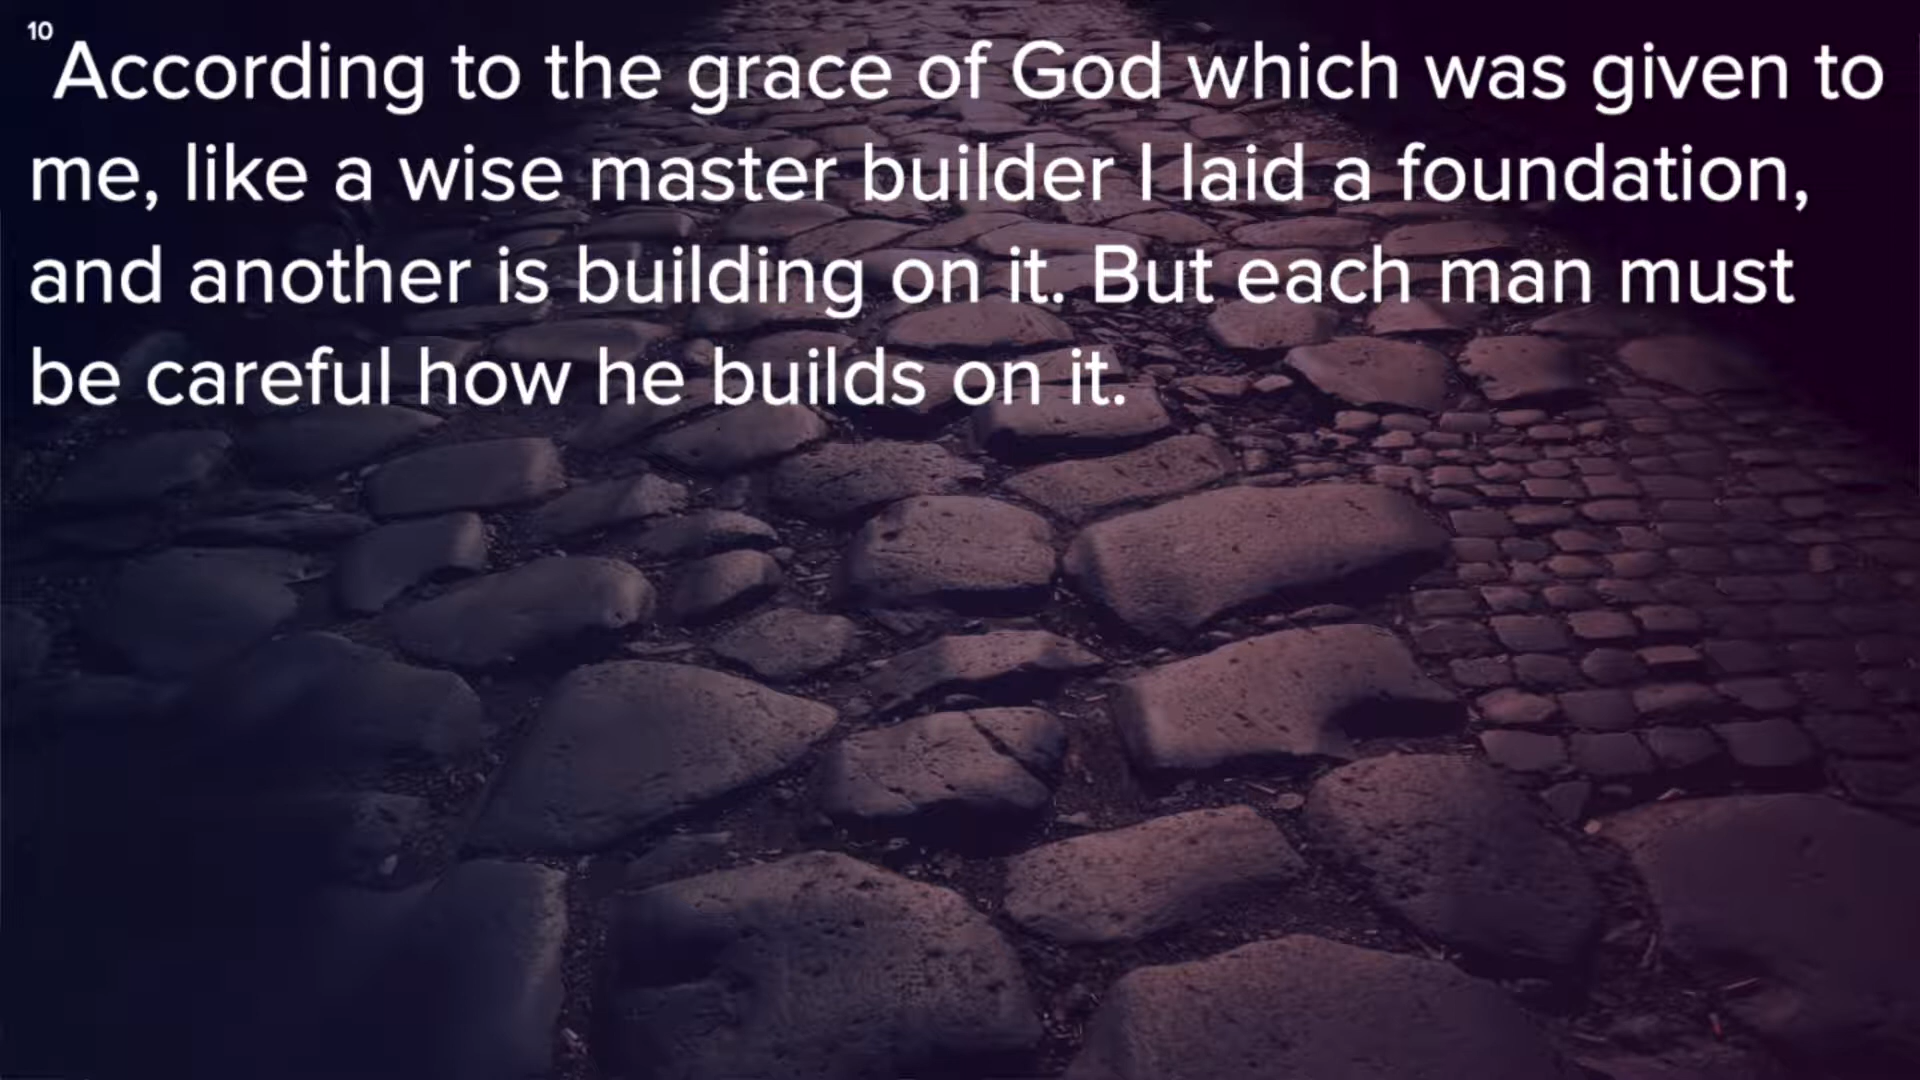 10 According to the grace of God which was given to
me, like a wise master builder I laid a foundation,
and another is building on it. But each man must
be careful how he builds on it.